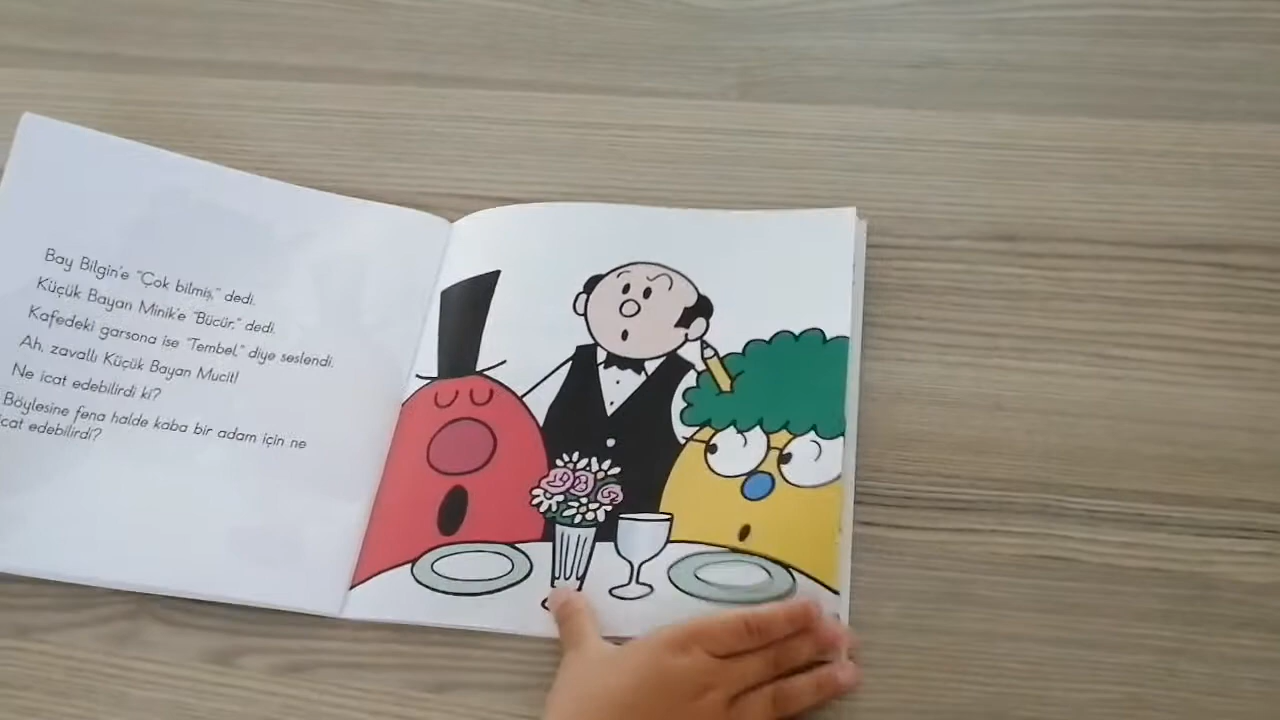 Bay Bilgin'e "Çok bilmiş," dedi.
Küçük Bayan Minik'e "Bücür," dedi.
Kafedeki garsona ise "Tembel," diye seslendi.
Ah, zavallı Küçük Bayan Mucit!
Ne icat edebilirdi ki?
Böylesine fena halde kaba bir adam için ne
icat edebilirdi?